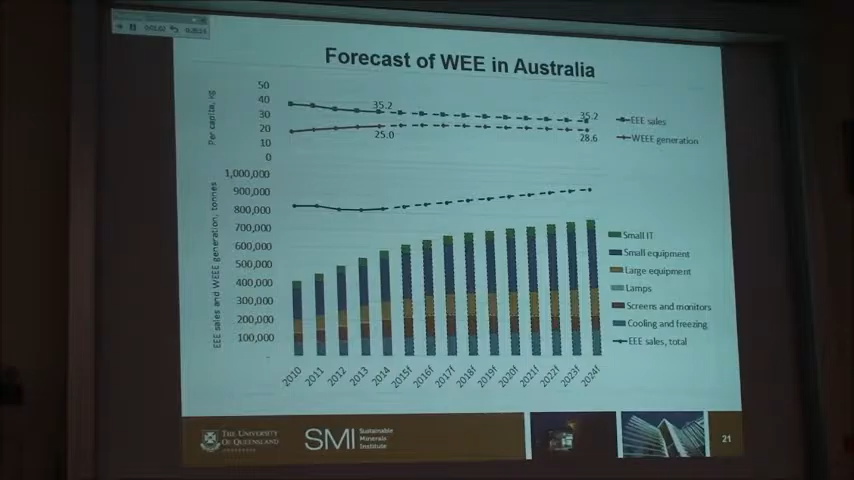 Forecast of WEE in Australia
50
40
30
20
10
0
Per capita, kg
35.2
25.0
35.2
28.6
EEE sales
WEEE generation
1,000,000
900,000
800,000
700,000
600,000
500,000
400,000
300,000
200,000
100,000
-
EEE sales and WEEE generation, tonnes
Small IT
Small equipment
Large equipment
Lamps
Screens and monitors
Cooling and freezing
EEE sales, total
2010
2011
2012
2013
2014
2015f
2016f
2017f
2018f
2019f
2020f
2021f
2022f
2023f
2024f
THE UNIVERSITY
OF QUEENSLAND
SMI
Sustainable
Minerals
Institute
21